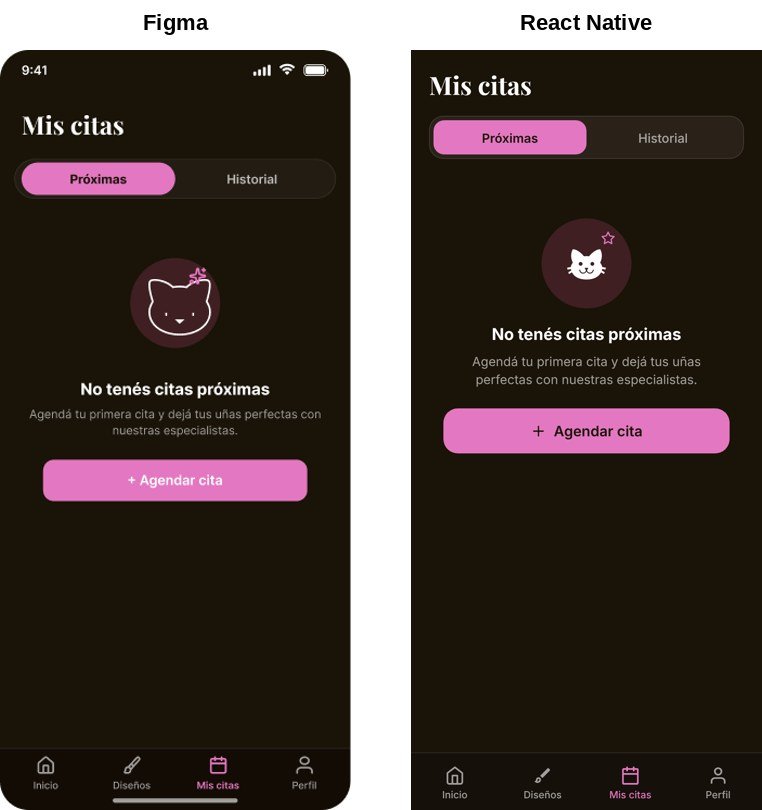 Figma
9:41
Mis citas
Próximas
Historial
No tenés citas próximas
Agendá tu primera cita y dejá tus uñas perfectas con
nuestras especialistas.
+ Agendar cita
Inicio
Diseños
Mis citas
Perfil
React Native
Mis citas
Próximas
Historial
No tenés citas próximas
Agendá tu primera cita y dejá tus uñas
perfectas con nuestras especialistas.
+ Agendar cita
Inicio
Diseños
Mis citas
Perfil